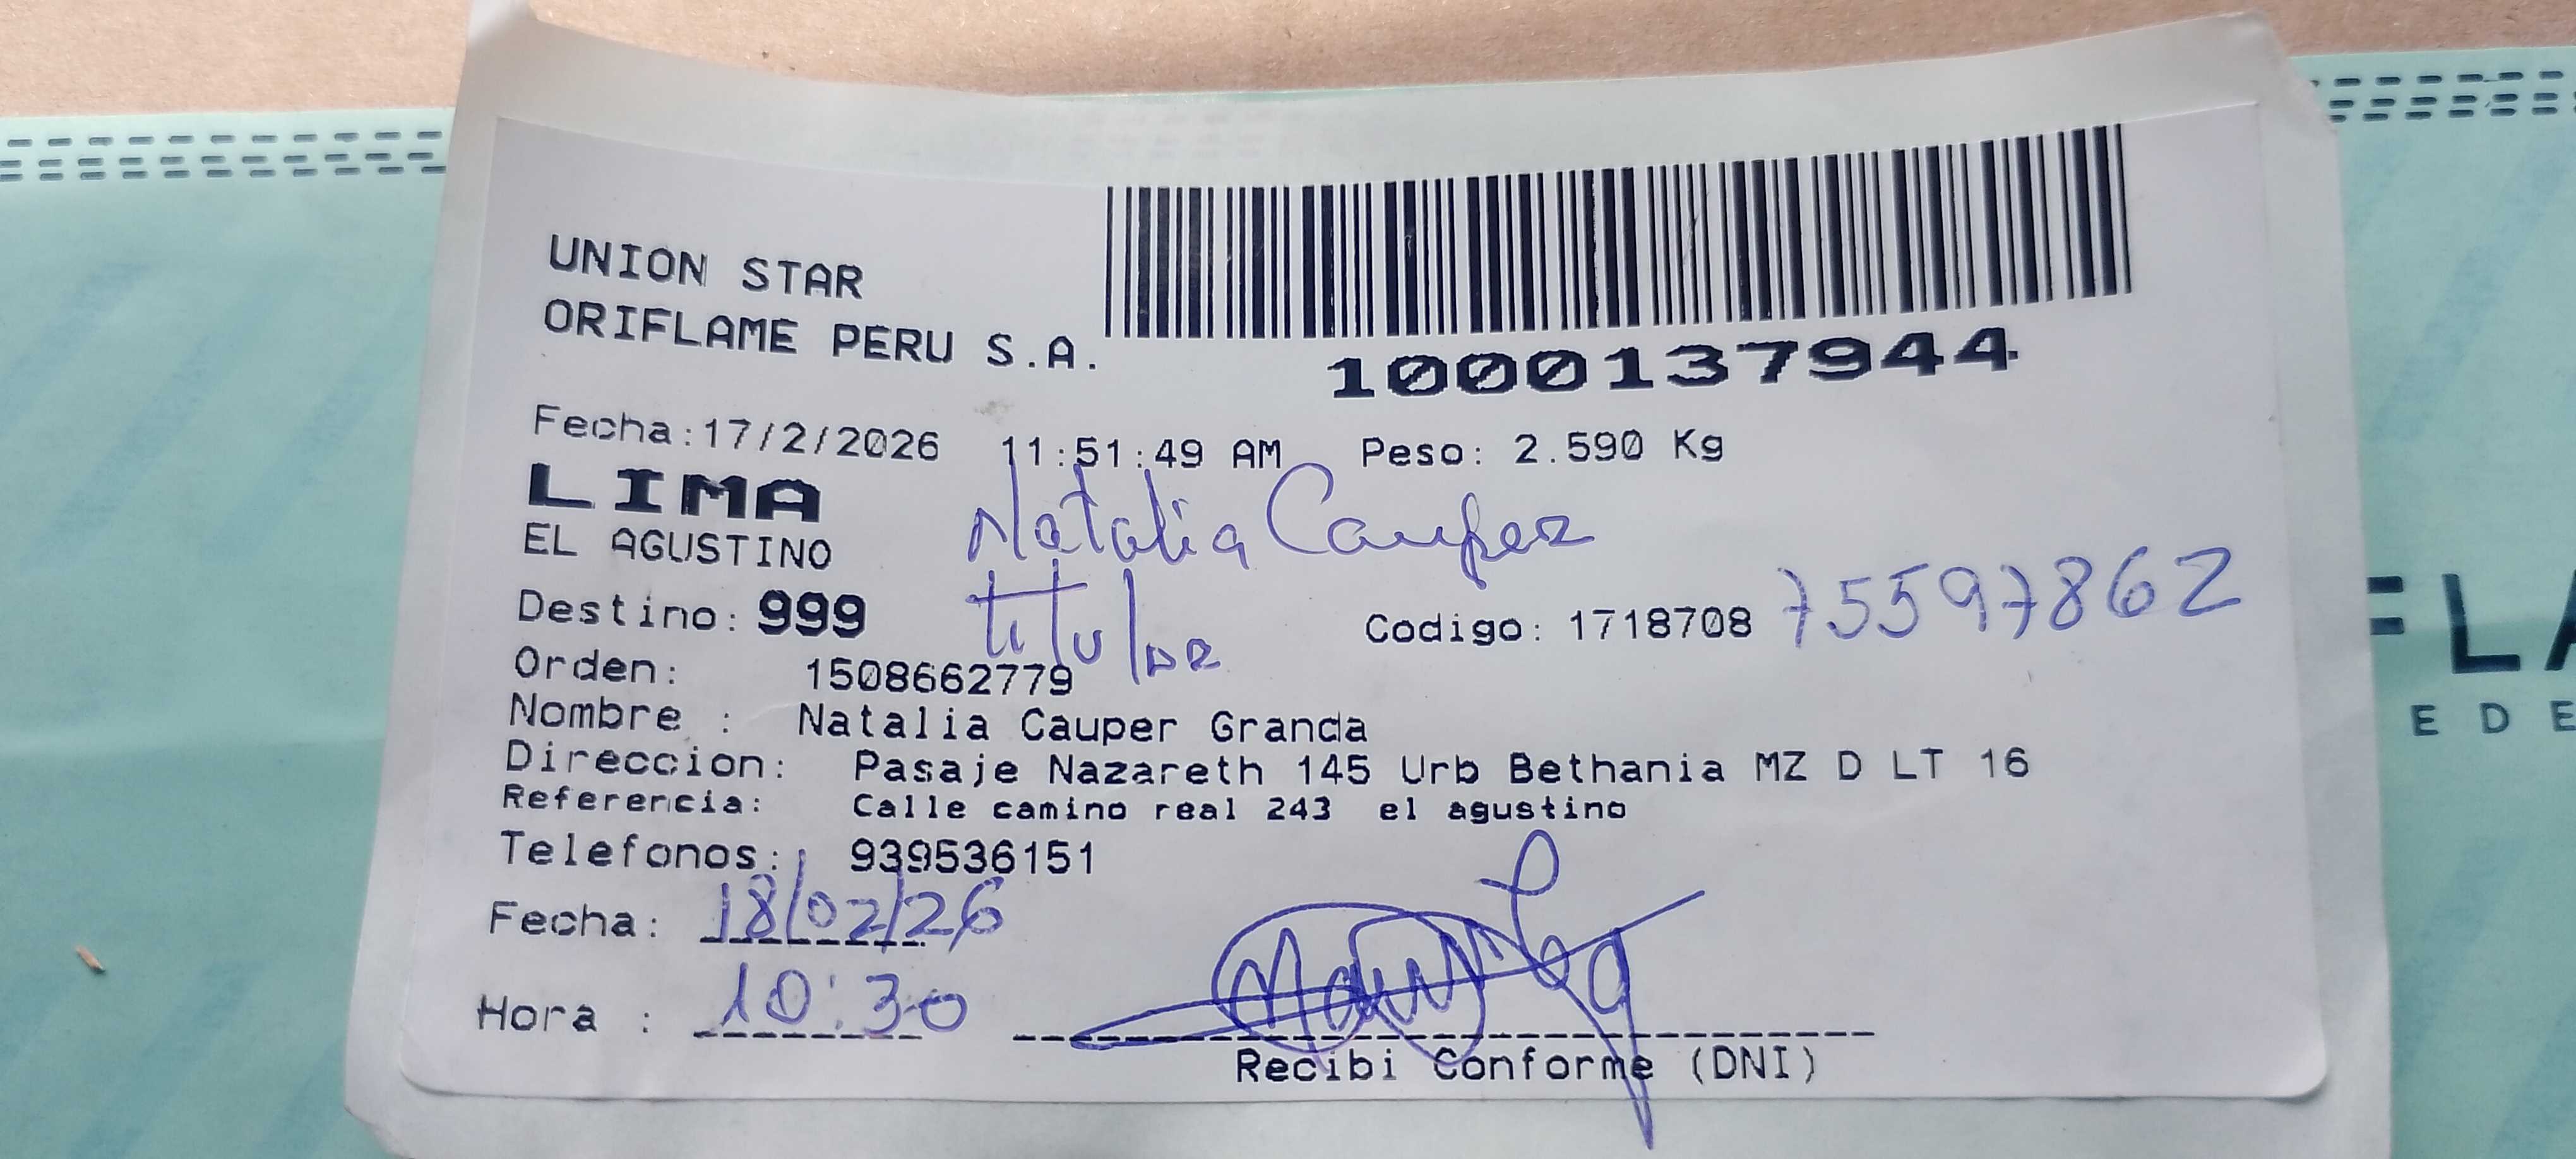 UNION STAR
ORIFLAME PERU S.A.
1000137944
Fecha:17/2/2026 11:51:49 AM Peso: 2.590 Kg
LIMA
EL AGUSTINO
Natalia Cauper
Destino: 999
titular
Codigo: 1718708 75597862
Orden: 1508662779
Nombre : Natalia Cauper Granda
Direccion: Pasaje Nazareth 145 Urb Bethania MZ D LT 16
Referencia: Calle camino real 243 el agustino
Telefonos: 939536151
Fecha: 18/02/26
Hora : 10:30
Recibi Conforme (DNI)
FLA
EDE